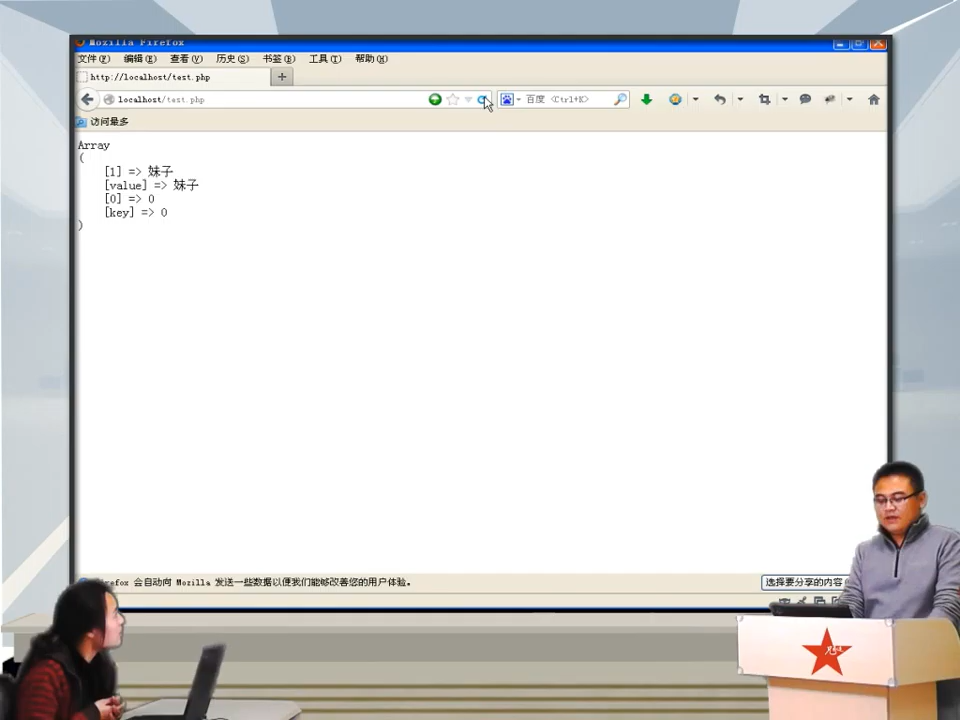 Mozilla Firefox
文件(F) 编辑(E) 查看(V) 历史(S) 书签(B) 工具(T) 帮助(H)
http://localhost/test.php
localhost/test.php 百度 <Ctrl+K>
访问最多
Array
(
[1] => 妹子
[value] => 妹子
[0] => 0
[key] => 0
)
Firefox 会自动向 Mozilla 发送一些数据以便我们能够改善您的用户体验。 选择要分享的内容